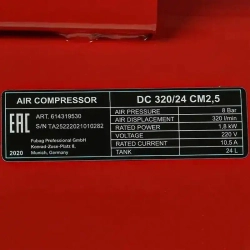 AIR COMPRESSOR
DC 320/24 CM2,5
EAC
ART. 614319530
S/N TA25222021010282
Fubag Professional GmbH
Konrad-Zuse-Platz 8,
Munich, Germany
2020
AIR PRESSURE 8 Bar
AIR DISPLACEMENT 320 l/min
RATED POWER 1,8 kW
VOLTAGE 220 V
RATED CURRENT 10,5 A
TANK 24 L